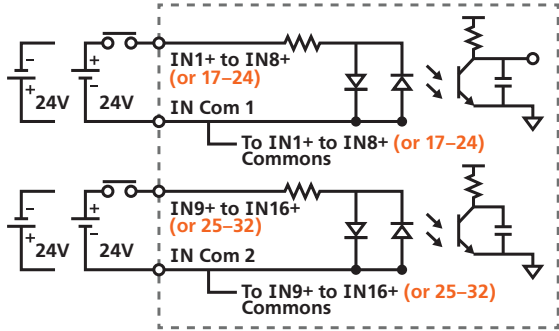 IN1+ to IN8+
(or 17–24)
- +
+ 24V - 24V
IN Com 1
To IN1+ to IN8+ (or 17–24)
Commons
IN9+ to IN16+
(or 25–32)
- +
+ 24V - 24V
IN Com 2
To IN9+ to IN16+ (or 25–32)
Commons